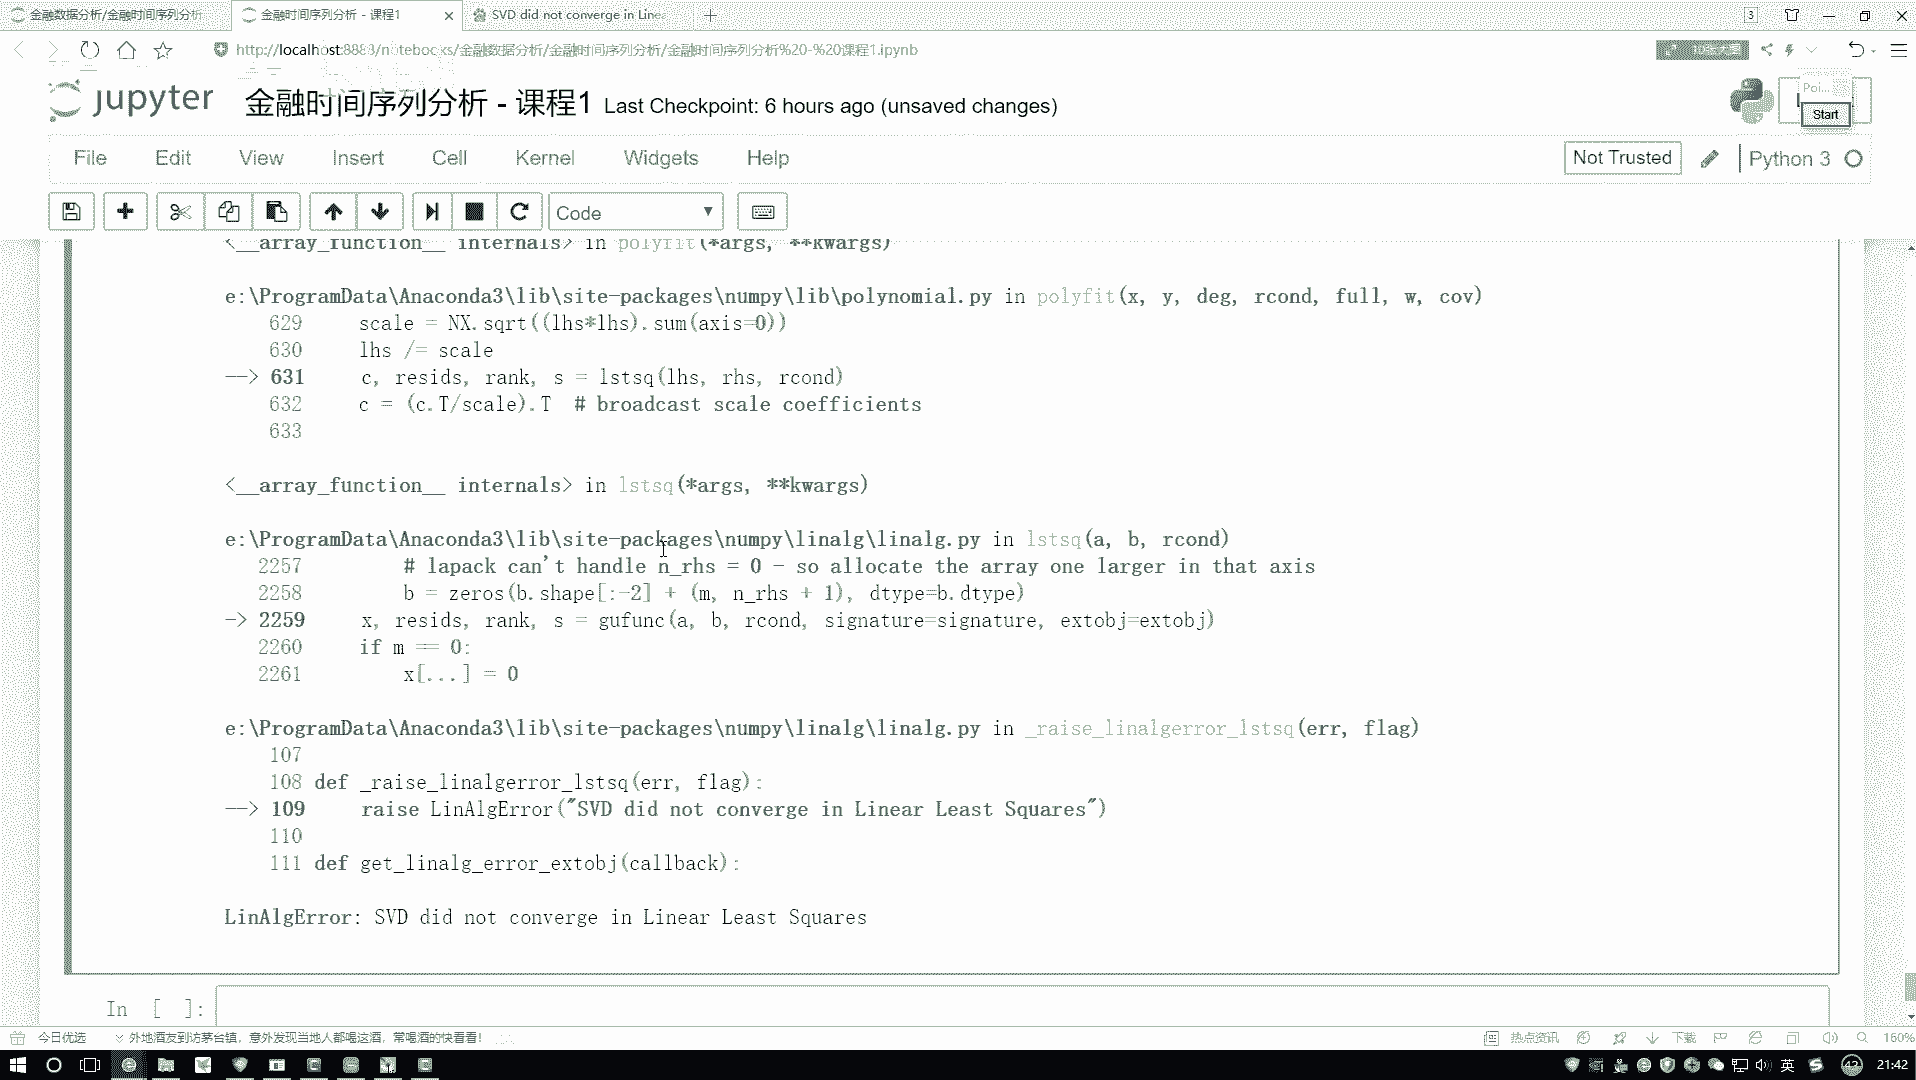 金融数据分析/金融时间序列分析
金融时间序列分析 - 课程1
SVD did not converge in Linea
3
http://localhost:8888/notebooks/金融数据分析/金融时间序列分析/金融时间序列分析%20-%20课程1.ipynb
jupyter
金融时间序列分析 - 课程1 Last Checkpoint: 6 hours ago (unsaved changes)
Poi...
Start
File Edit View Insert Cell Kernel Widgets Help
Not Trusted
Python 3
Code
<__array_function__ internals> in polyfit(*args, **kwargs)
e:\ProgramData\Anaconda3\lib\site-packages\numpy\lib\polynomial.py in polyfit(x, y, deg, rcond, full, w, cov)
629 scale = NX.sqrt((lhs*lhs).sum(axis=0))
630 lhs /= scale
--> 631 c, resids, rank, s = lstsq(lhs, rhs, rcond)
632 c = (c.T/scale).T # broadcast scale coefficients
633
<__array_function__ internals> in lstsq(*args, **kwargs)
e:\ProgramData\Anaconda3\lib\site-packages\numpy\linalg\linalg.py in lstsq(a, b, rcond)
2257 # lapack can't handle n_rhs = 0 - so allocate the array one larger in that axis
2258 b = zeros(b.shape[:-2] + (m, n_rhs + 1), dtype=b.dtype)
-> 2259 x, resids, rank, s = gufunc(a, b, rcond, signature=signature, extobj=extobj)
2260 if m == 0:
2261 x[...] = 0
e:\ProgramData\Anaconda3\lib\site-packages\numpy\linalg\linalg.py in _raise_linalgerror_lstsq(err, flag)
107
108 def _raise_linalgerror_lstsq(err, flag):
--> 109 raise LinAlgError("SVD did not converge in Linear Least Squares")
110
111 def get_linalg_error_extobj(callback):
LinAlgError: SVD did not converge in Linear Least Squares
In [ ]:
今日优选
外地酒友到访茅台镇，意外发现当地人都喝这酒，常喝酒的快看看!
热点资讯
下载
160%
英
42
21:42